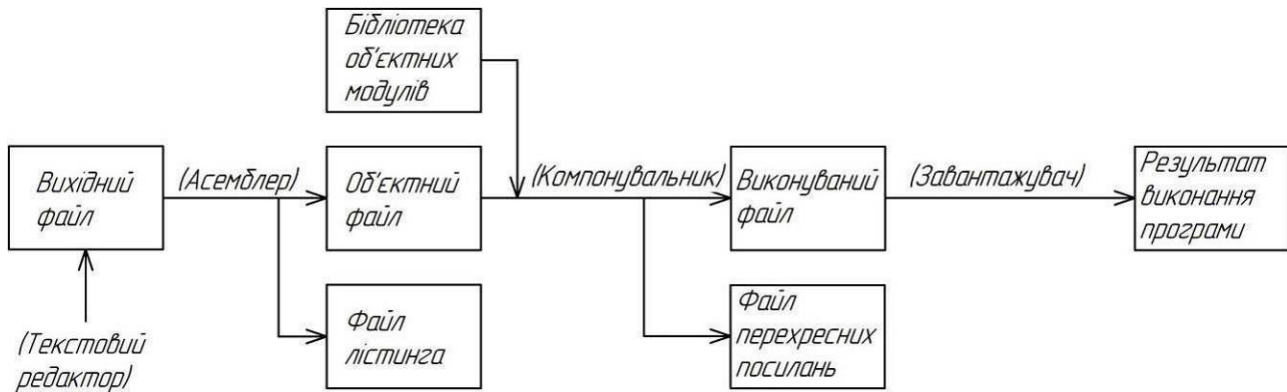 Бібліотека
об'єктних
модулів
Вихідний
файл
(Асемблер)
Об'єктний
файл
(Компонувальник)
Виконуваний
файл
(Завантажувач)
Результат
виконання
програми
(Текстовий
редактор)
Файл
лістинга
Файл
перехресних
посилань